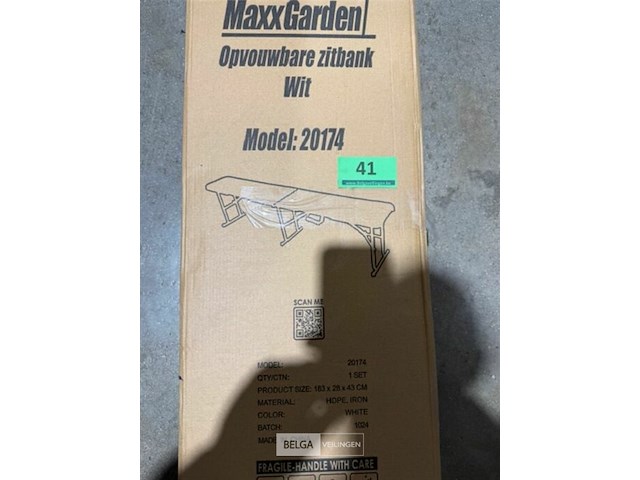 MaxxGarden
Opvouwbare zitbank
Wit
Model: 20174
41
SCAN ME
MODEL: 20174
QTY/CTN: 1 SET
PRODUCT SIZE: 183 x 28 x 43 CM
MATERIAL: HDPE, IRON
COLOR: WHITE
BATCH: 1024
MADE
BELGA VEILINGEN
FRAGILE-HANDLE WITH CARE